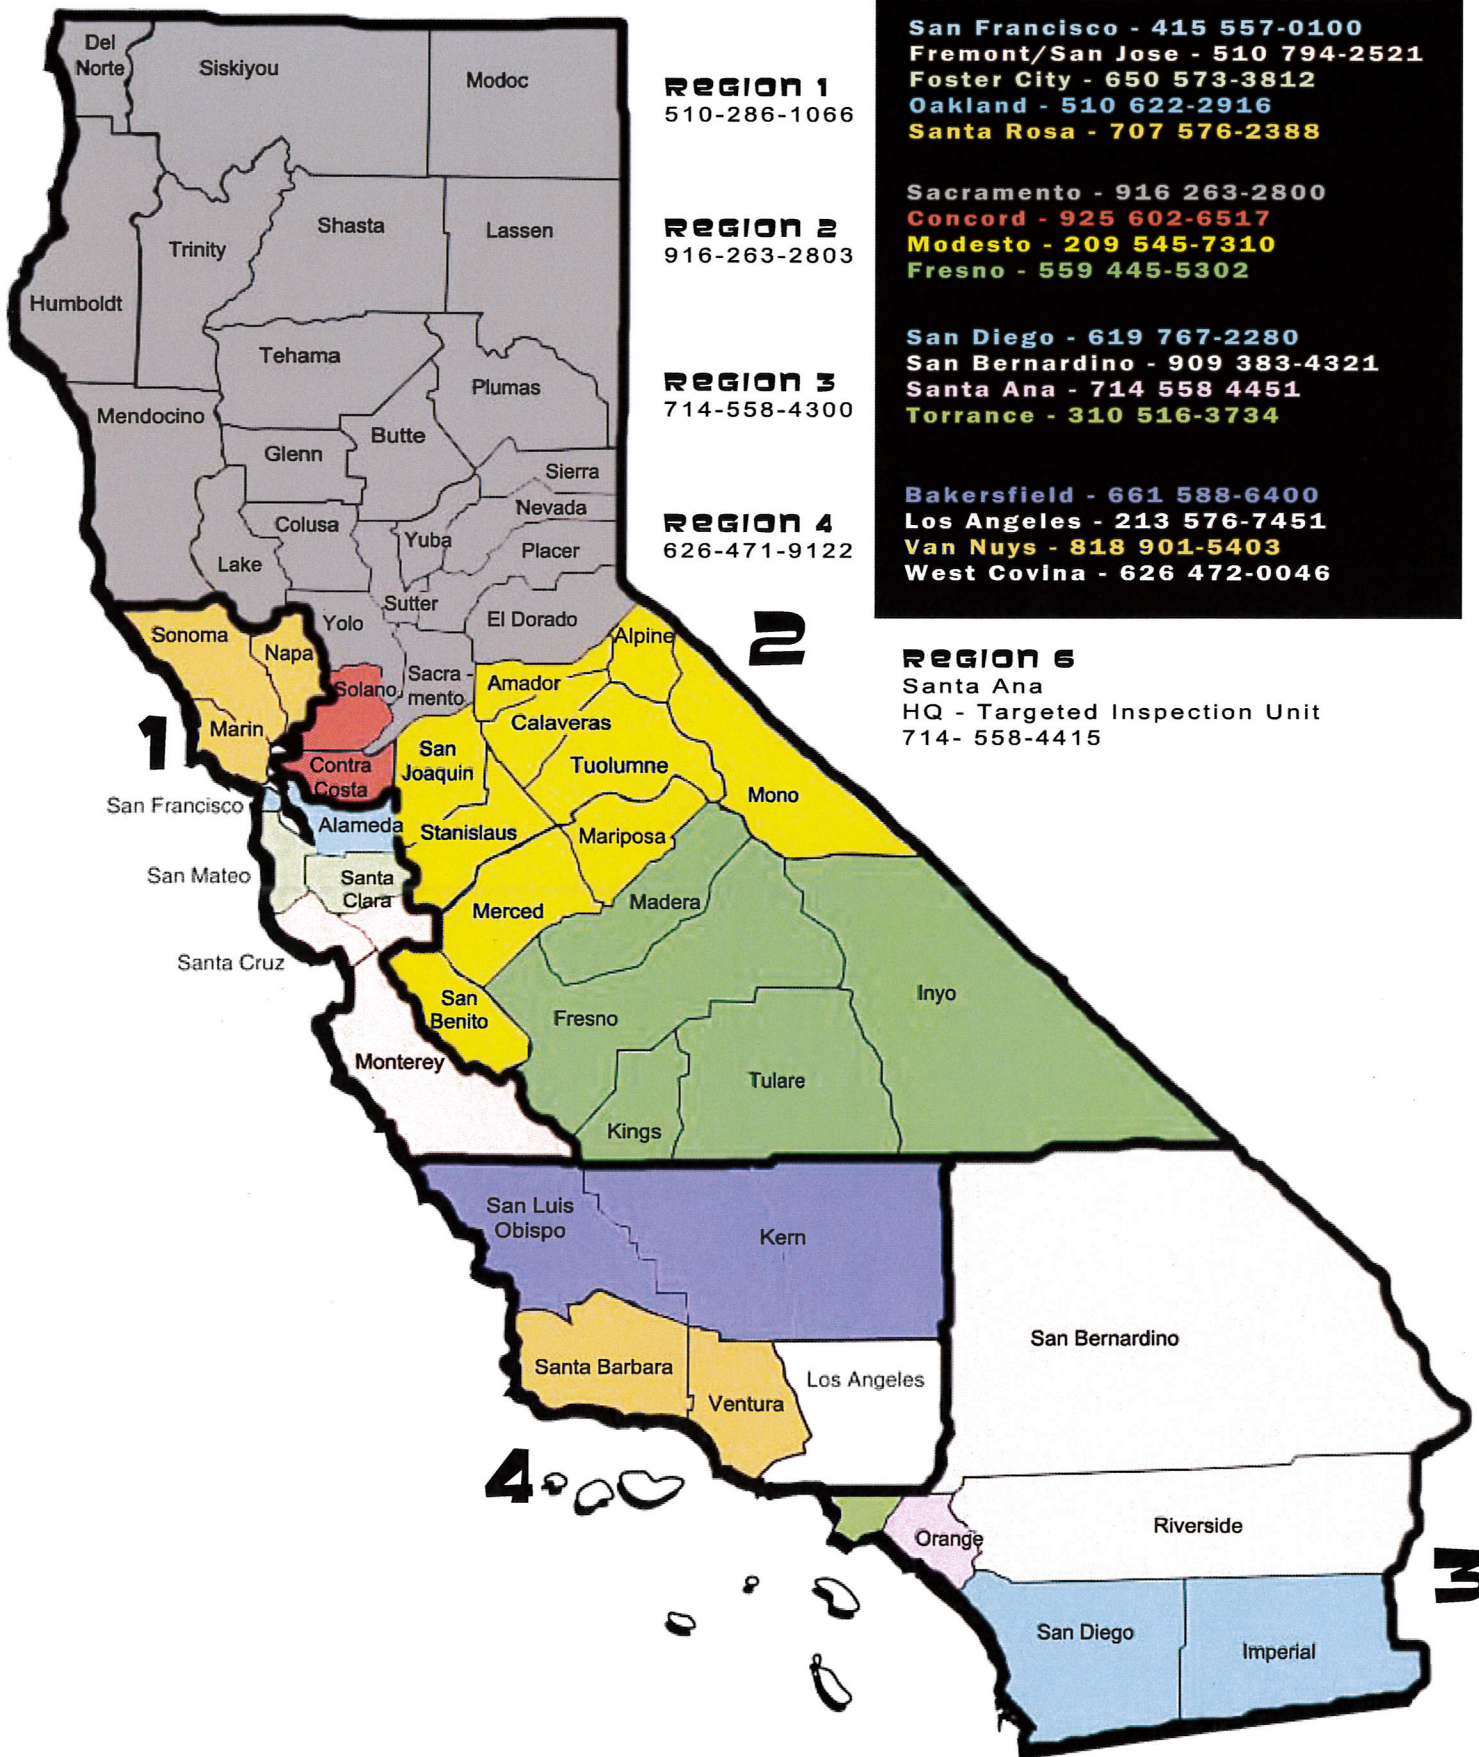 San Francisco - 415 557-0100
Fremont/San Jose - 510 794-2521
Foster City - 650 573-3812
Oakland - 510 622-2916
Santa Rosa - 707 576-2388
Sacramento - 916 263-2800
Concord - 925 602-6517
Modesto - 209 545-7310
Fresno - 559 445-5302
San Diego - 619 767-2280
San Bernardino - 909 383-4321
Santa Ana - 714 558 4451
Torrance - 310 516-3734
Bakersfield - 661 588-6400
Los Angeles - 213 576-7451
Van Nuys - 818 901-5403
West Covina - 626 472-0046
Region 1
510-286-1066
Region 2
916-263-2803
Region 3
714-558-4300
Region 4
626-471-9122
Region 6
Santa Ana
HQ - Targeted Inspection Unit
714- 558-4415
Del
Norte
Siskiyou
Modoc
Shasta
Lassen
Trinity
Humboldt
Tehama
Plumas
Mendocino
Butte
Glenn
Sierra
Nevada
Colusa
Yuba
Placer
Lake
Sutter
El Dorado
Yolo
Sonoma
Napa
Alpine
2
Solano
Sacra-
mento
Amador
Marin
1
Calaveras
San
Joaquin
Contra
Costa
Tuolumne
Mono
San Francisco
Alameda
Stanislaus
Mariposa
San Mateo
Santa
Clara
Merced
Madera
Santa Cruz
San
Benito
Fresno
Inyo
Monterey
Tulare
Kings
San Luis
Obispo
Kern
San Bernardino
Santa Barbara
Los Angeles
Ventura
4
Orange
Riverside
3
San Diego
Imperial